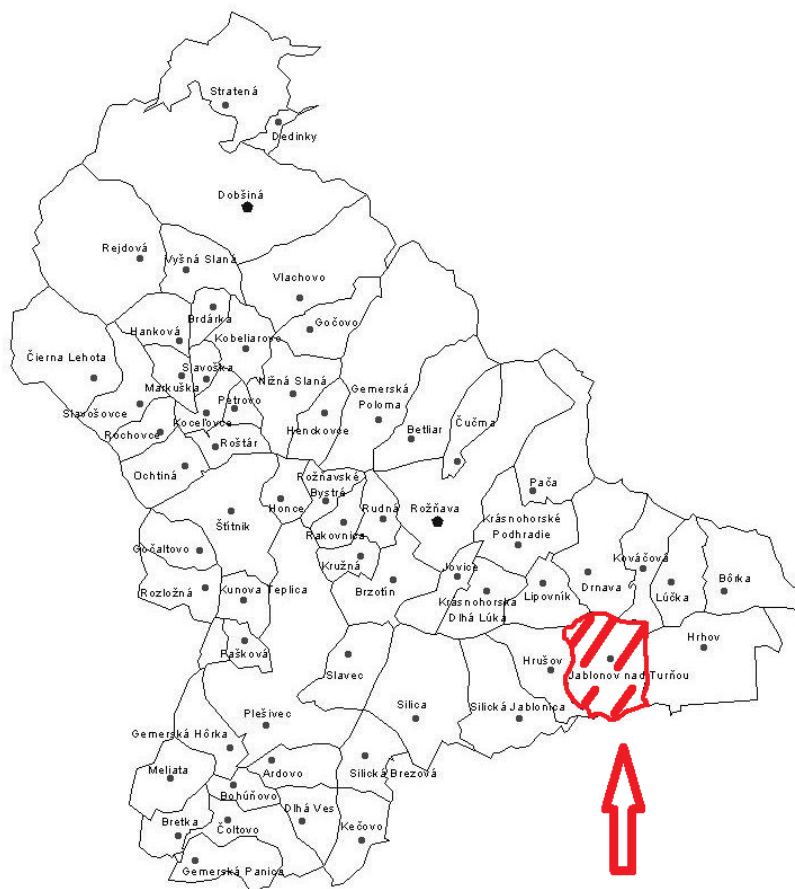 Stratená
Dedinky
Dobšiná
Rejdová
Vyšná Slaná
Vlachovo
Brdárka
Gočovo
Hanková
Kobeliarovo
Čierna Lehota
Slavoška
Markuška
Nižná Slaná
Gemerská
Poloma
Slavošovce
Petrovo
Koceľovce
Henckovce
Betliar
Čučma
Rochovce
Roštár
Ochtiná
Rožnavské
Bystré
Honce
Rudná
Rožňava
Pača
Štítnik
Rakovnica
Krásnohorské
Podhradie
Gočaltovo
Kružná
Jovice
Kováčová
Rozložná
Kunova Teplica
Brzotín
Krasnohorska
Dlhá Lúka
Lipovník
Drnava
Lúčka
Bôrka
Pašková
Slavec
Hrušov
Hrhov
Jablonov nad Turňou
Plešivec
Silica
Silická Jablonica
Gemerská Hôrka
Meliata
Ardovo
Silická Brezová
Bohúňovo
Bretka
Čoltovo
Dlhá Ves
Kečovo
Gemerská Panica